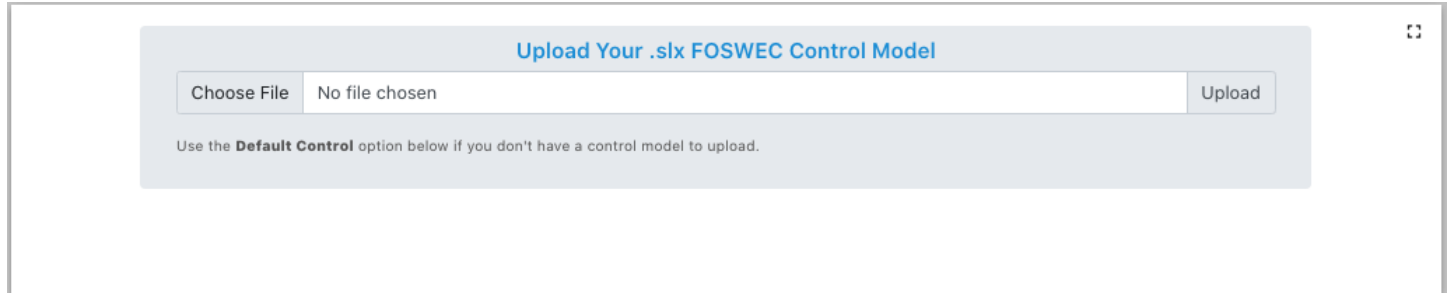 Upload Your .slx FOSWEC Control Model
Choose File No file chosen Upload
Use the Default Control option below if you don't have a control model to upload.